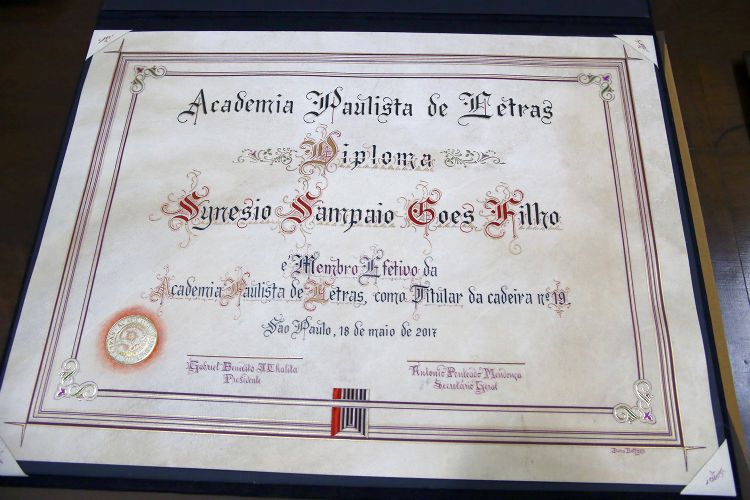 Academia Paulista de Letras
Diploma
Synesio Sampaio Goes Filho
é Membro Efetivo da
Academia Paulista de Letras, como Titular da cadeira nº 19.
São Paulo, 18 de maio de 2017
Gabriel Benedito I. Chalita
Presidente
Antonio Penteado Mendonça
Secretário Geral